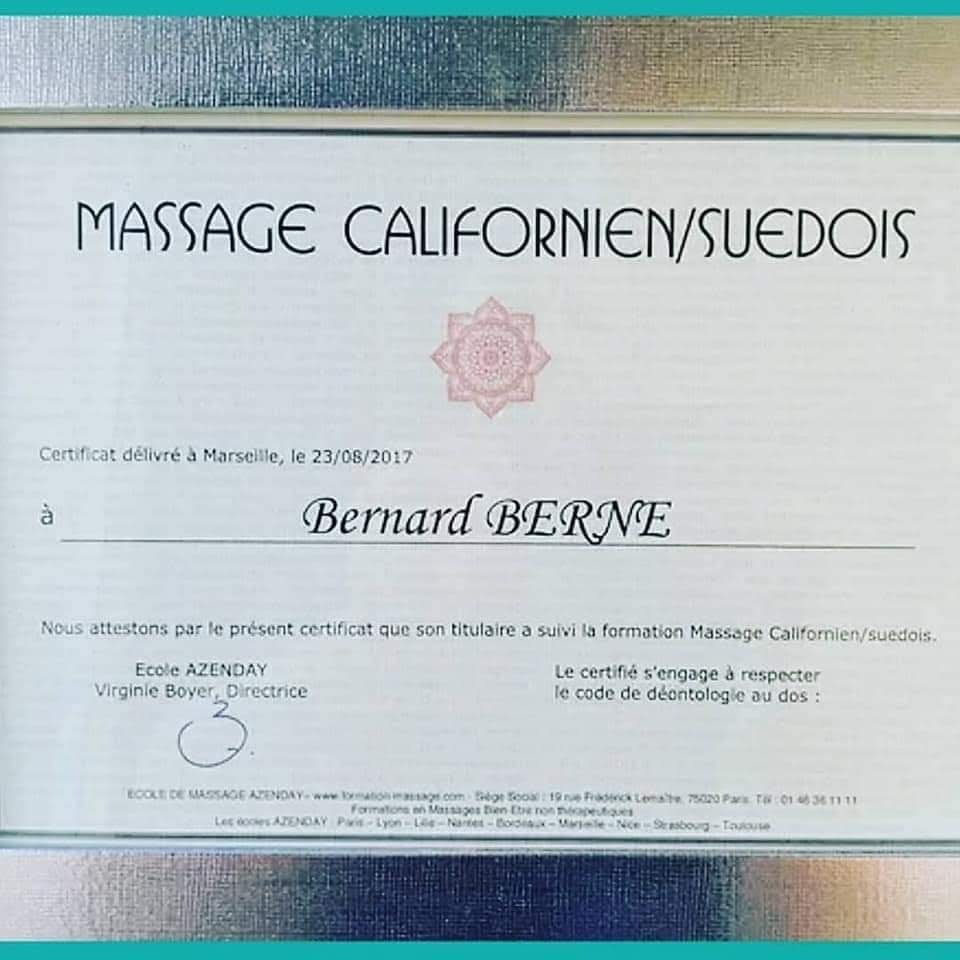 MASSAGE CALIFORNIEN/SUEDOIS
Certificat délivré à Marseille, le 23/08/2017
à Bernard BERNE
Nous attestons par le présent certificat que son titulaire a suivi la formation Massage Californien/suedois.
Ecole AZENDAY
Virginie Boyer, Directrice
Le certifié s'engage à respecter
le code de déontologie au dos :
ECOLE DE MASSAGE AZENDAY - www.formation-massage.com - Siège Social : 19 rue Frédérick Lemaître, 75020 Paris. Tél : 01 46 36 11 11
Formations en Massages Bien-Etre non thérapeutiques
Les écoles AZENDAY : Paris - Lyon - Lille - Nantes - Bordeaux - Marseille - Nice - Strasbourg - Toulouse